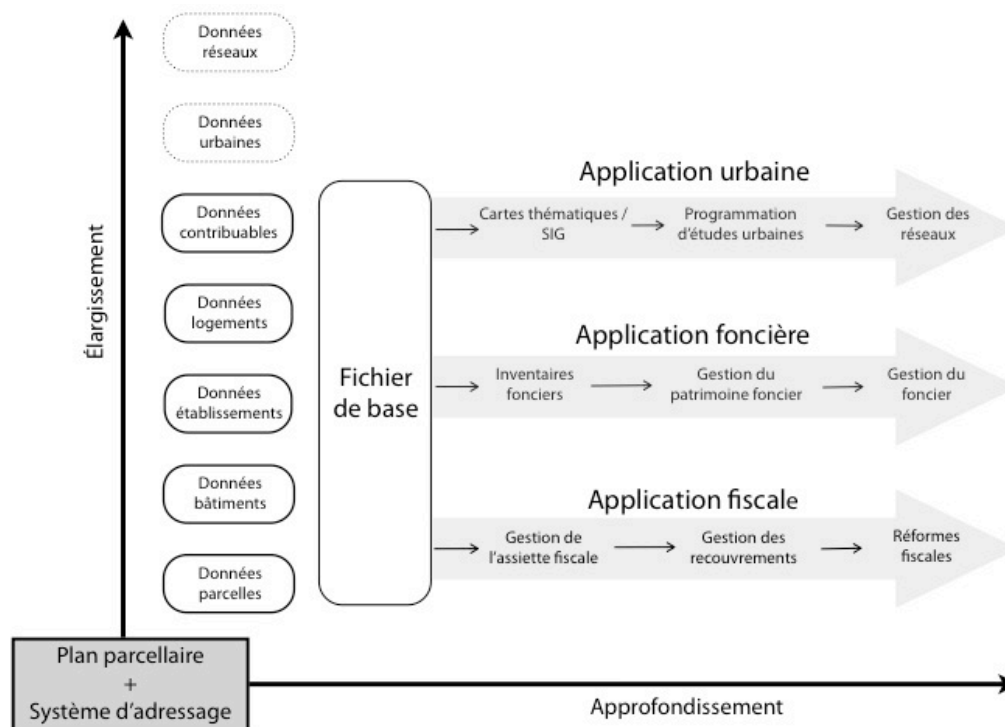 Données
réseaux
Données
urbaines
Données
contribuables
Données
logements
Données
établissements
Données
bâtiments
Données
parcelles
Élargissement
Fichier
de base
Application urbaine
Cartes thématiques /
SIG
Programmation
d'études urbaines
Gestion des
réseaux
Application foncière
Inventaires
fonciers
Gestion du
patrimoine foncier
Gestion du
foncier
Application fiscale
Gestion de
l'assiette fiscale
Gestion des
recouvrements
Réformes
fiscales
Plan parcellaire
+
Système d'adressage
Approfondissement